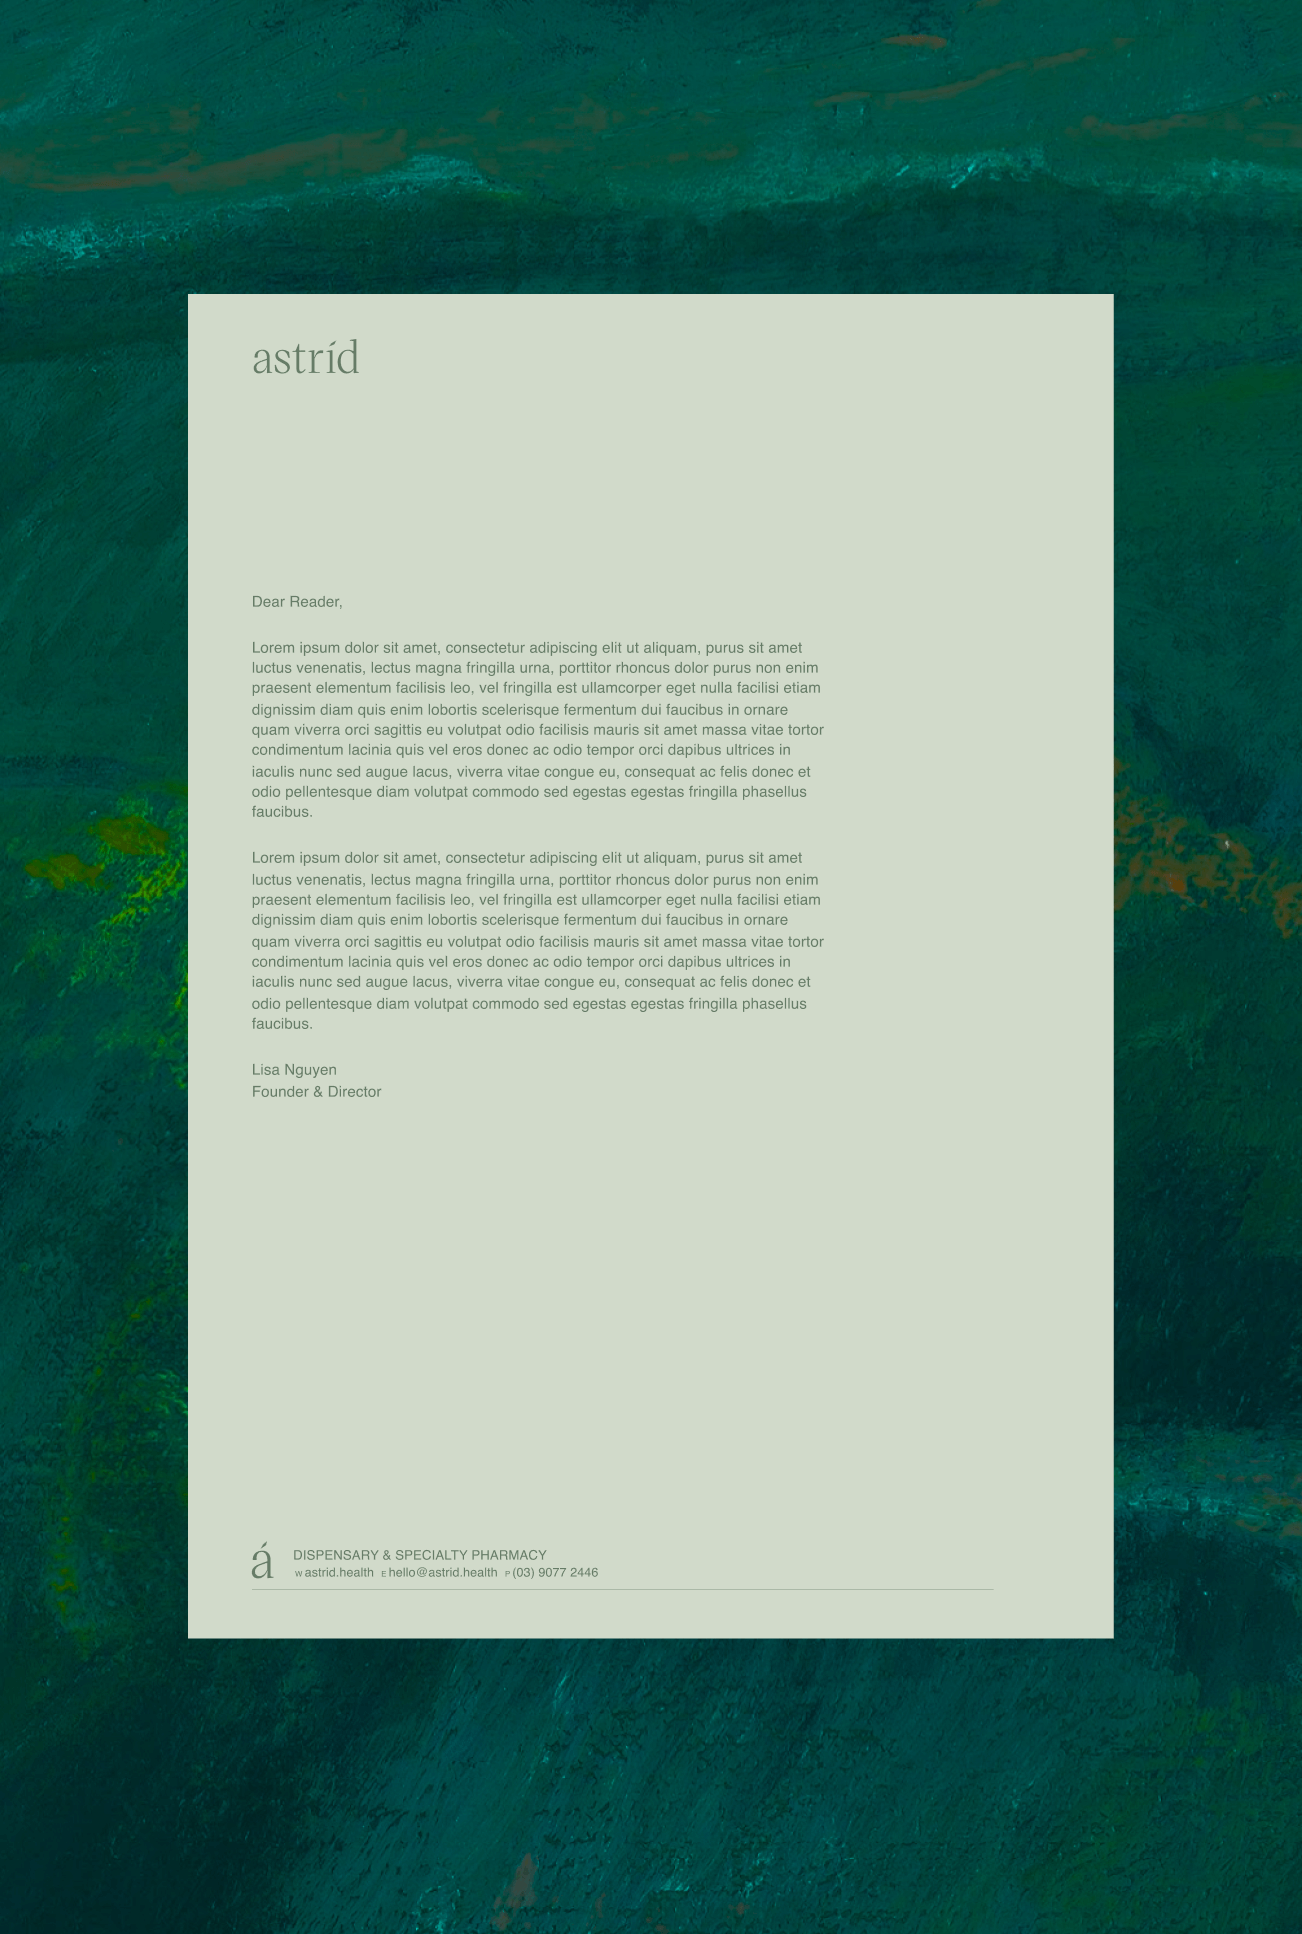 astríd
Dear Reader,
Lorem ipsum dolor sit amet, consectetur adipiscing elit ut aliquam, purus sit amet
luctus venenatis, lectus magna fringilla urna, porttitor rhoncus dolor purus non enim
praesent elementum facilisis leo, vel fringilla est ullamcorper eget nulla facilisi etiam
dignissim diam quis enim lobortis scelerisque fermentum dui faucibus in ornare
quam viverra orci sagittis eu volutpat odio facilisis mauris sit amet massa vitae tortor
condimentum lacinia quis vel eros donec ac odio tempor orci dapibus ultrices in
iaculis nunc sed augue lacus, viverra vitae congue eu, consequat ac felis donec et
odio pellentesque diam volutpat commodo sed egestas egestas fringilla phasellus
faucibus.
Lorem ipsum dolor sit amet, consectetur adipiscing elit ut aliquam, purus sit amet
luctus venenatis, lectus magna fringilla urna, porttitor rhoncus dolor purus non enim
praesent elementum facilisis leo, vel fringilla est ullamcorper eget nulla facilisi etiam
dignissim diam quis enim lobortis scelerisque fermentum dui faucibus in ornare
quam viverra orci sagittis eu volutpat odio facilisis mauris sit amet massa vitae tortor
condimentum lacinia quis vel eros donec ac odio tempor orci dapibus ultrices in
iaculis nunc sed augue lacus, viverra vitae congue eu, consequat ac felis donec et
odio pellentesque diam volutpat commodo sed egestas egestas fringilla phasellus
faucibus.
Lisa Nguyen
Founder & Director
á
DISPENSARY & SPECIALTY PHARMACY
W astrid.health E hello@astrid.health P (03) 9077 2446